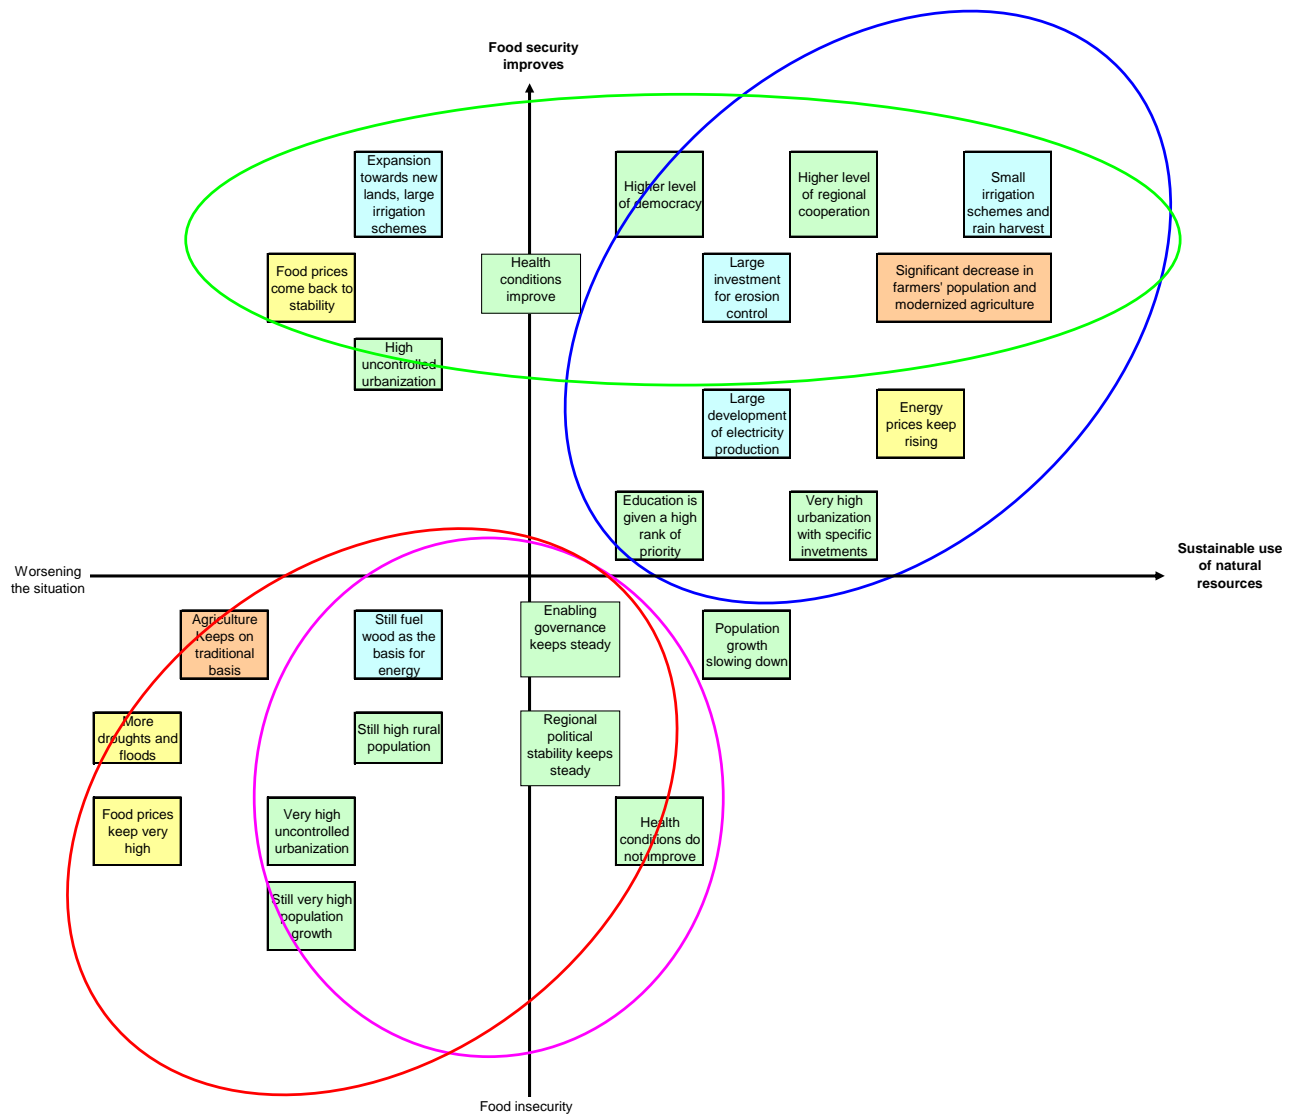 Food security
improves
Expansion
towards new
lands, large
irrigation
schemes
Higher level
of democracy
Higher level
of regional
cooperation
Small
irrigation
schemes and
rain harvest
Food prices
come back to
stability
Health
conditions
improve
Large
investment
for erosion
control
Significant decrease in
farmers' population and
modernized agriculture
High
uncontrolled
urbanization
Large
development
of electricity
production
Energy
prices keep
rising
Education is
given a high
rank of
priority
Very high
urbanization
with specific
invetments
Worsening
the situation
Sustainable use
of natural
resources
Agriculture
Keeps on
traditional
basis
Still fuel
wood as the
basis for
energy
Enabling
governance
keeps steady
Population
growth
slowing down
More
droughts and
floods
Still high rural
population
Regional
political
stability keeps
steady
Food prices
keep very
high
Very high
uncontrolled
urbanization
Health
conditions do
not improve
Still very high
population
growth
Food insecurity